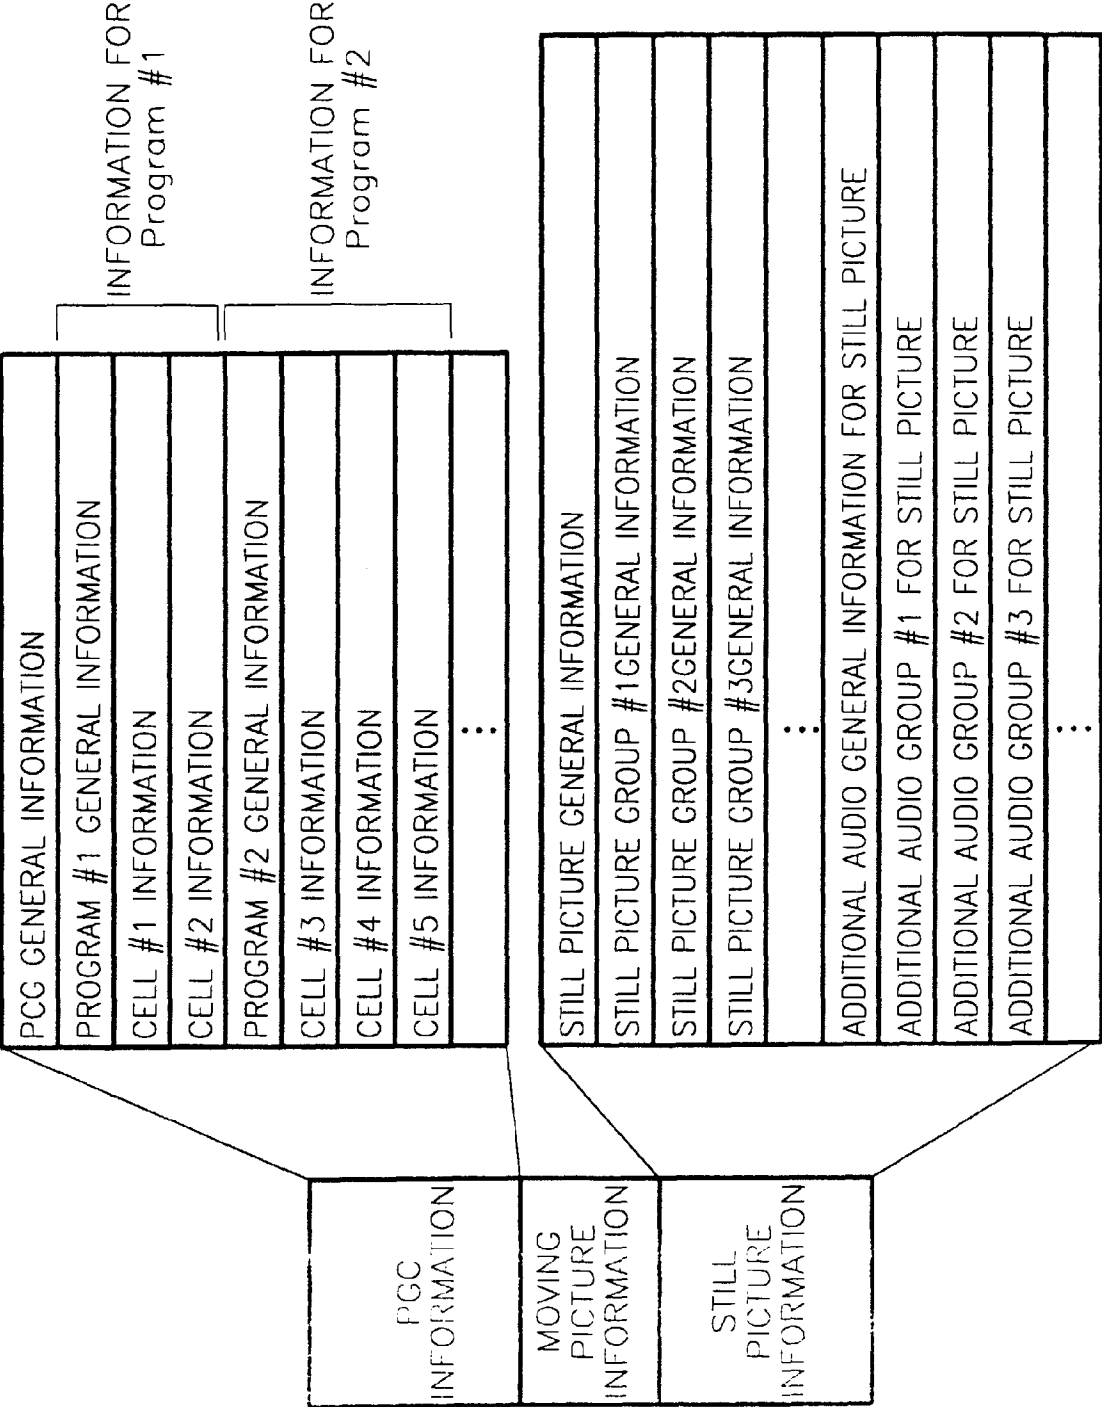 PGC
INFORMATION
MOVING
PICTURE
INFORMATION
STILL
PICTURE
INFORMATION
PCG GENERAL INFORMATION
PROGRAM #1 GENERAL INFORMATION
CELL #1 INFORMATION
CELL #2 INFORMATION
PROGRAM #2 GENERAL INFORMATION
CELL #3 INFORMATION
CELL #4 INFORMATION
CELL #5 INFORMATION
...
INFORMATION FOR
Program #1
INFORMATION FOR
Program #2
STILL PICTURE GENERAL INFORMATION
STILL PICTURE GROUP #1GENERAL INFORMATION
STILL PICTURE GROUP #2GENERAL INFORMATION
STILL PICTURE GROUP #3GENERAL INFORMATION
...
ADDITIONAL AUDIO GENERAL INFORMATION FOR STILL PICTURE
ADDITIONAL AUDIO GROUP #1 FOR STILL PICTURE
ADDITIONAL AUDIO GROUP #2 FOR STILL PICTURE
ADDITIONAL AUDIO GROUP #3 FOR STILL PICTURE
...